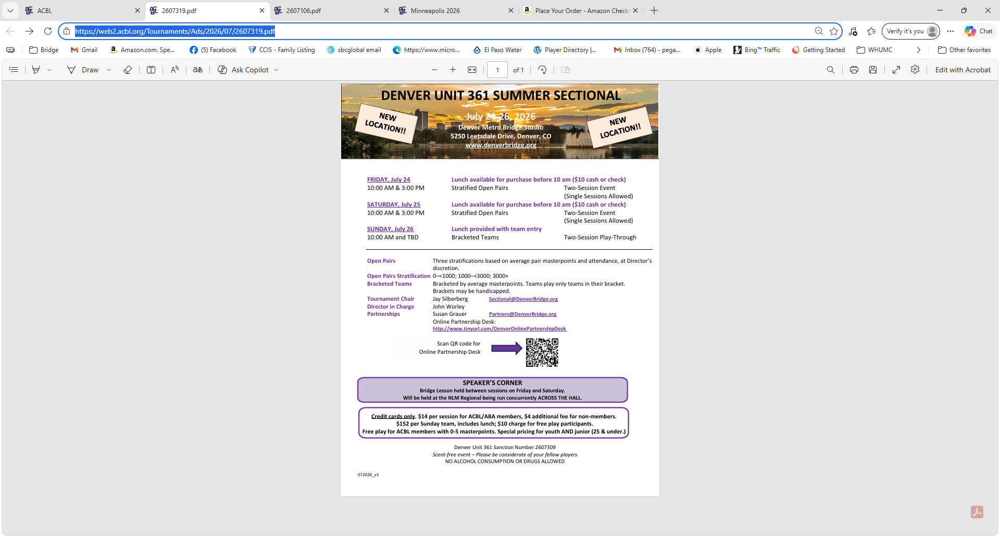 ACBL
2607319.pdf
2607106.pdf
Minneapolis 2026
Place Your Order - Amazon Checko
https://web2.acbl.org/Tournaments/Ads/2026/07/2607319.pdf
Verify it's you
Chat
Bridge
Gmail
Amazon.com. Spe...
(5) Facebook
CCIS - Family Listing
sbcglobal email
https://www.micro...
El Paso Water
Player Directory |...
Inbox (764) - pega...
Apple
Bing™ Traffic
Getting Started
WHUMC
Other favorites
Draw
Ask Copilot
1 of 1
Edit with Acrobat
DENVER UNIT 361 SUMMER SECTIONAL
NEW
LOCATION!!
July 24-26, 2026
Denver Metro Bridge Studio
5250 Leetsdale Drive, Denver, CO
www.denverbridge.org
NEW
LOCATION!!
FRIDAY, July 24 Lunch available for purchase before 10 am ($10 cash or check)
10:00 AM & 3:00 PM Stratified Open Pairs Two-Session Event
(Single Sessions Allowed)
SATURDAY, July 25 Lunch available for purchase before 10 am ($10 cash or check)
10:00 AM & 3:00 PM Stratified Open Pairs Two-Session Event
(Single Sessions Allowed)
SUNDAY, July 26 Lunch provided with team entry
10:00 AM and TBD Bracketed Teams Two-Session Play-Through
Open Pairs Three stratifications based on average pair masterpoints and attendance, at Director's
discretion.
Open Pairs Stratification 0–<1000; 1000–<3000; 3000+
Bracketed Teams Bracketed by average masterpoints. Teams play only teams in their bracket.
Brackets may be handicapped.
Tournament Chair Jay Silberberg Sectional@DenverBridge.org
Director in Charge John Worley
Partnerships Susan Grauer Partners@DenverBridge.org
Online Partnership Desk:
http://www.tinyurl.com/DenverOnlinePartnershipDesk
Scan QR code for
Online Partnership Desk
SPEAKER'S CORNER
Bridge Lesson held between sessions on Friday and Saturday.
Will be held at the NLM Regional being run concurrently ACROSS THE HALL.
Credit cards only. $14 per session for ACBL/ABA members, $4 additional fee for non-members.
$152 per Sunday team, includes lunch; $10 charge for free play participants.
Free play for ACBL members with 0-5 masterpoints. Special pricing for youth AND junior (25 & under.)
Denver Unit 361 Sanction Number 2607309
Scent-free event – Please be considerate of your fellow players
NO ALCOHOL CONSUMPTION OR DRUGS ALLOWED
072026_v1